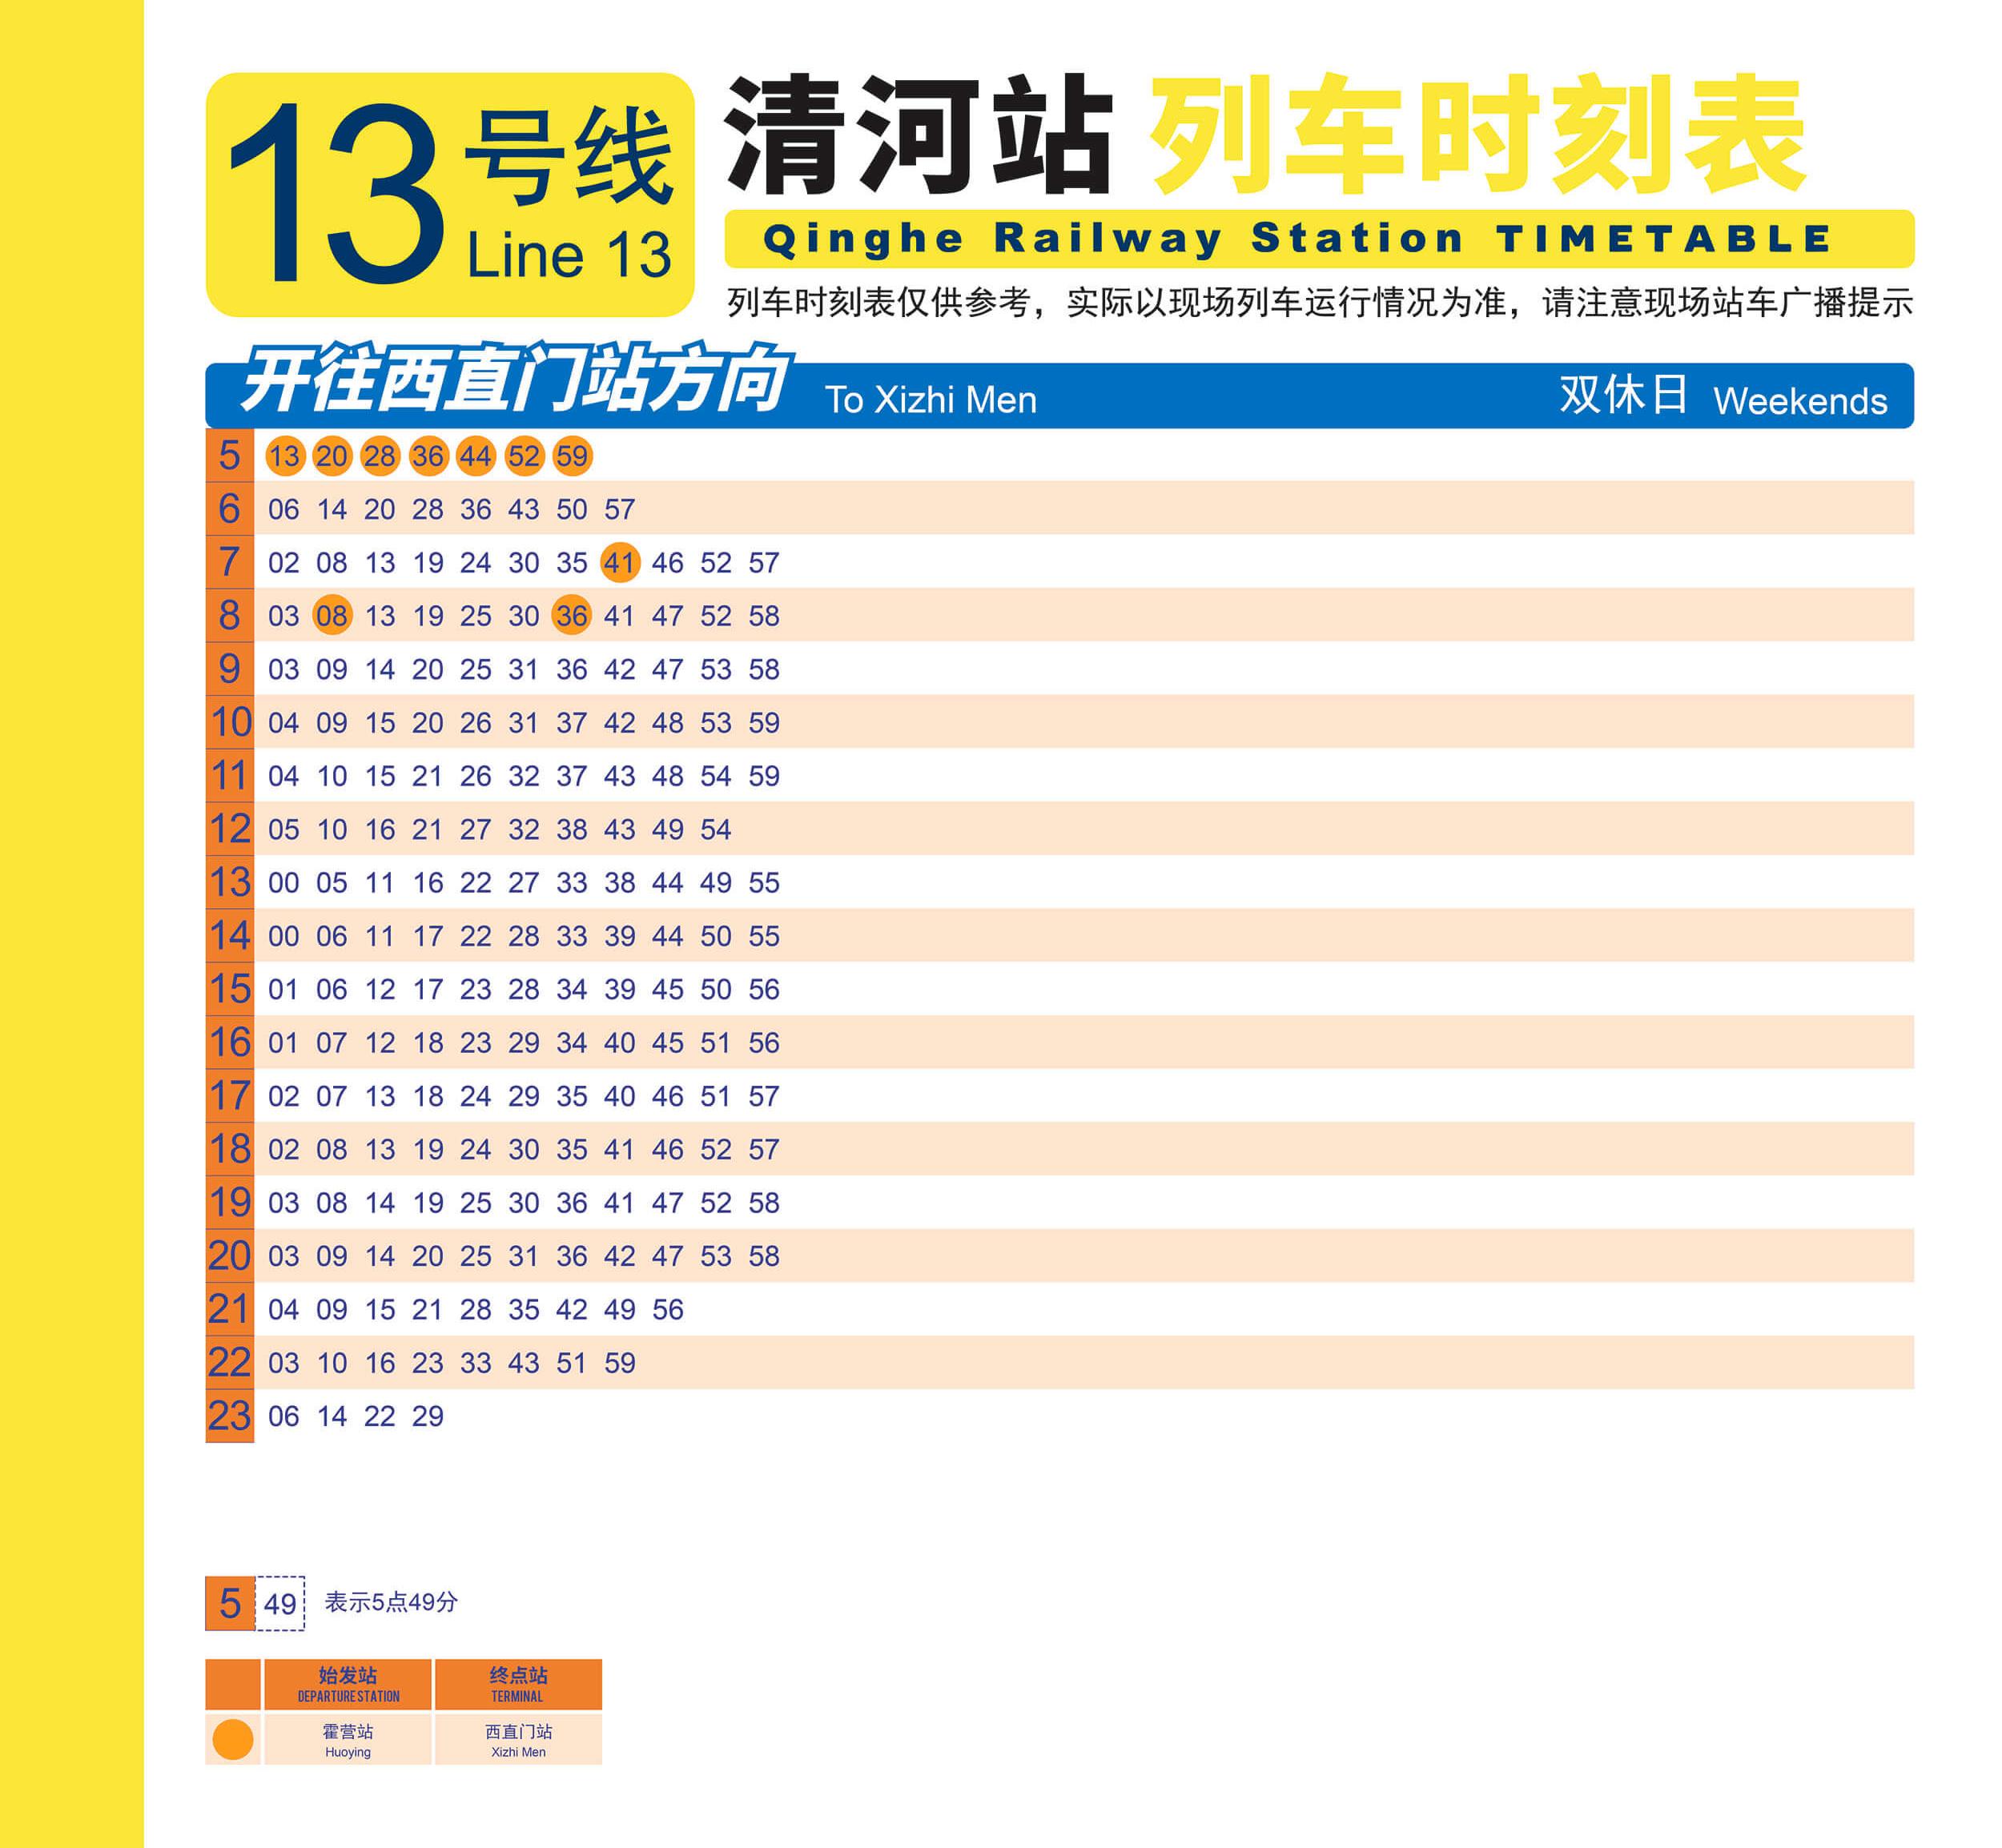 13号线
Line 13
清河站 列车时刻表
Qinghe Railway Station TIMETABLE
列车时刻表仅供参考，实际以现场列车运行情况为准，请注意现场站车广播提示
开往西直门站方向 To Xizhi Men 双休日 Weekends
5 13 20 28 36 44 52 59
6 06 14 20 28 36 43 50 57
7 02 08 13 19 24 30 35 41 46 52 57
8 03 08 13 19 25 30 36 41 47 52 58
9 03 09 14 20 25 31 36 42 47 53 58
10 04 09 15 20 26 31 37 42 48 53 59
11 04 10 15 21 26 32 37 43 48 54 59
12 05 10 16 21 27 32 38 43 49 54
13 00 05 11 16 22 27 33 38 44 49 55
14 00 06 11 17 22 28 33 39 44 50 55
15 01 06 12 17 23 28 34 39 45 50 56
16 01 07 12 18 23 29 34 40 45 51 56
17 02 07 13 18 24 29 35 40 46 51 57
18 02 08 13 19 24 30 35 41 46 52 57
19 03 08 14 19 25 30 36 41 47 52 58
20 03 09 14 20 25 31 36 42 47 53 58
21 04 09 15 21 28 35 42 49 56
22 03 10 16 23 33 43 51 59
23 06 14 22 29
5 49 表示5点49分
始发站 终点站
DEPARTURE STATION TERMINAL
霍营站 西直门站
Huoying Xizhi Men